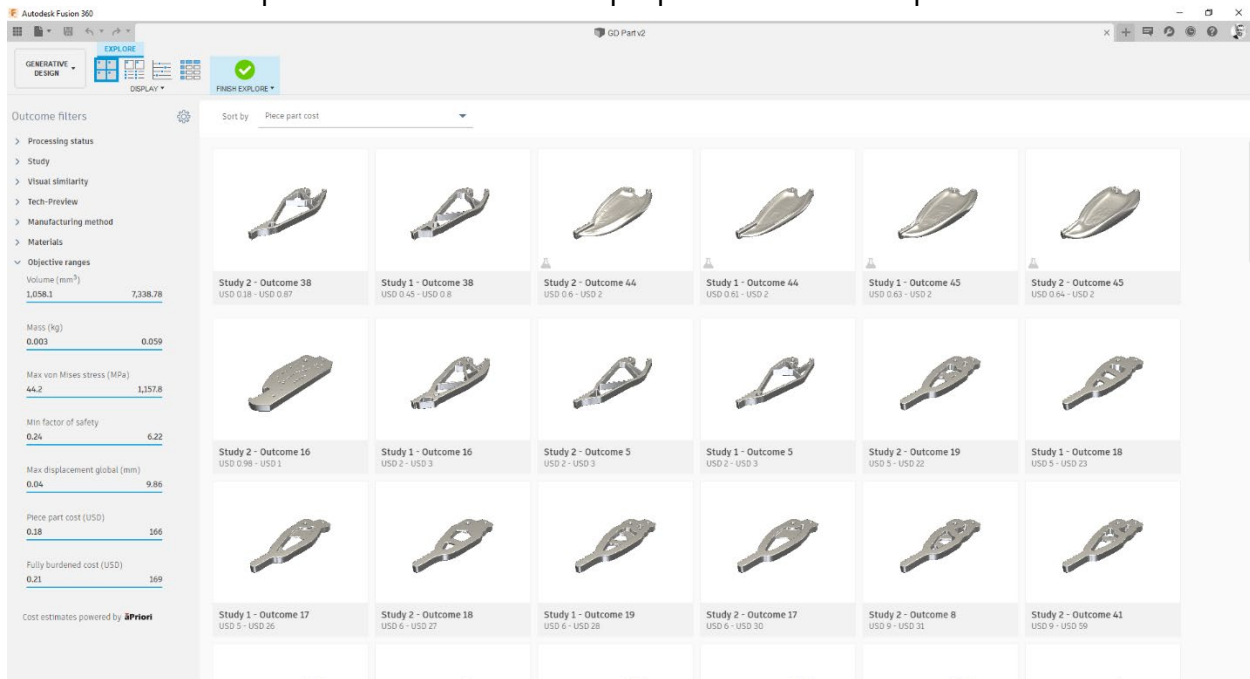 Autodesk Fusion 360
GD Part v2
EXPLORE
GENERATIVE
DESIGN
DISPLAY
FINISH EXPLORE
Outcome filters
Sort by Piece part cost
Processing status
Study
Visual similarity
Tech-Preview
Manufacturing method
Materials
Objective ranges
Volume (mm³)
1,058.1 7,338.78
Mass (kg)
0.003 0.059
Max von Mises stress (MPa)
44.2 1,157.8
Min factor of safety
0.24 6.22
Max displacement global (mm)
0.04 9.86
Piece part cost (USD)
0.18 166
Fully burdened cost (USD)
0.21 169
Cost estimates powered by aPriori
Study 2 - Outcome 38
USD 0.18 - USD 0.87
Study 1 - Outcome 38
USD 0.45 - USD 0.8
Study 2 - Outcome 44
USD 0.6 - USD 2
Study 1 - Outcome 44
USD 0.61 - USD 2
Study 1 - Outcome 45
USD 0.63 - USD 2
Study 2 - Outcome 45
USD 0.64 - USD 2
Study 2 - Outcome 16
USD 0.98 - USD 1
Study 1 - Outcome 16
USD 2 - USD 3
Study 2 - Outcome 5
USD 2 - USD 3
Study 1 - Outcome 5
USD 2 - USD 3
Study 2 - Outcome 19
USD 5 - USD 22
Study 1 - Outcome 18
USD 5 - USD 23
Study 1 - Outcome 17
USD 5 - USD 26
Study 2 - Outcome 18
USD 6 - USD 27
Study 1 - Outcome 19
USD 6 - USD 28
Study 2 - Outcome 17
USD 6 - USD 30
Study 2 - Outcome 8
USD 9 - USD 31
Study 2 - Outcome 41
USD 9 - USD 59